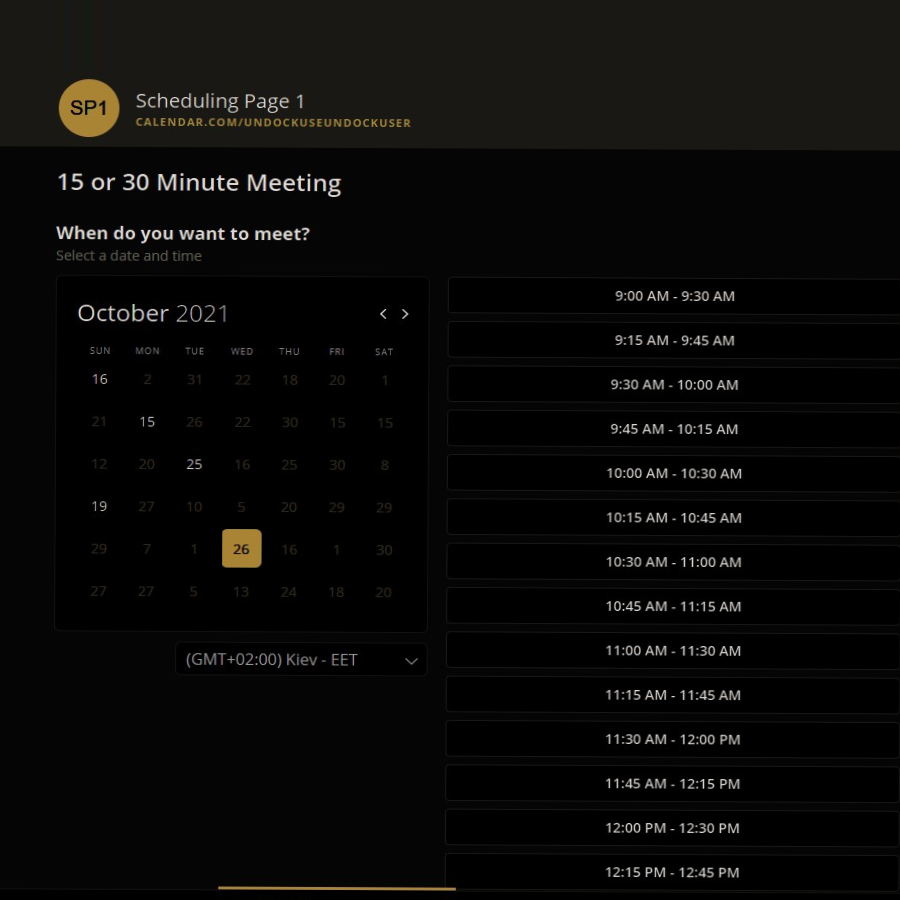 SP1
Scheduling Page 1
CALENDAR.COM/UNDOCKUSEUNDOCKUSER
15 or 30 Minute Meeting
When do you want to meet?
Select a date and time
October 2021
SUN MON TUE WED THU FRI SAT
16 2 31 22 18 20 1
21 15 26 22 30 15 15
12 20 25 16 25 30 8
19 27 10 5 20 29 29
29 7 1 26 16 1 30
27 27 5 13 24 18 20
(GMT+02:00) Kiev - EET
9:00 AM - 9:30 AM
9:15 AM - 9:45 AM
9:30 AM - 10:00 AM
9:45 AM - 10:15 AM
10:00 AM - 10:30 AM
10:15 AM - 10:45 AM
10:30 AM - 11:00 AM
10:45 AM - 11:15 AM
11:00 AM - 11:30 AM
11:15 AM - 11:45 AM
11:30 AM - 12:00 PM
11:45 AM - 12:15 PM
12:00 PM - 12:30 PM
12:15 PM - 12:45 PM